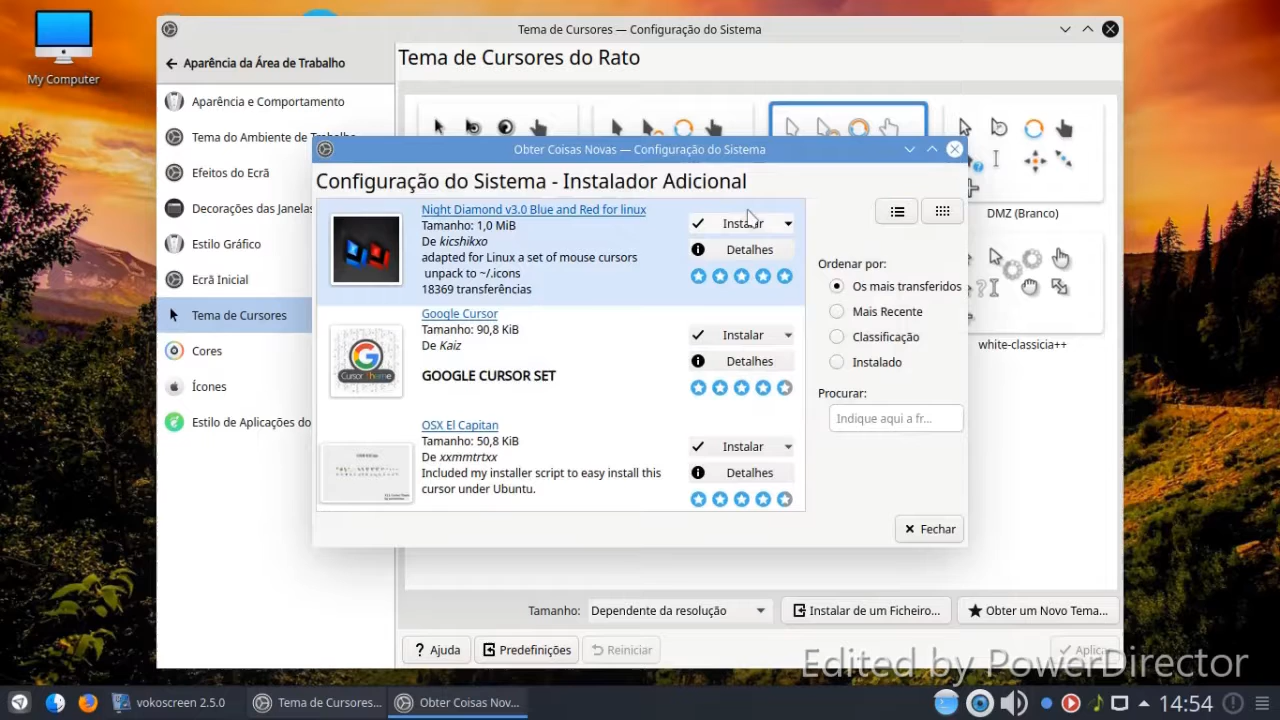 My Computer
Tema de Cursores — Configuração do Sistema
Aparência da Área de Trabalho
Tema de Cursores do Rato
Aparência e Comportamento
Tema do Ambiente de Trabalho
Efeitos do Ecrã
Decorações das Janelas
Estilo Gráfico
Ecrã Inicial
Tema de Cursores
Cores
Ícones
Estilo de Aplicações do
DMZ (Branco)
white-classicia++
Obter Coisas Novas — Configuração do Sistema
Configuração do Sistema - Instalador Adicional
Night Diamond v3.0 Blue and Red for linux
Tamanho: 1,0 MiB
De kicshikxo
adapted for Linux a set of mouse cursors
unpack to ~/.icons
18369 transferências
Instalar
Detalhes
Google Cursor
Tamanho: 90,8 KiB
De Kaiz
GOOGLE CURSOR SET
Cursor Theme
Instalar
Detalhes
OSX El Capitan
Tamanho: 50,8 KiB
De xxmmtrtxx
Included my installer script to easy install this
cursor under Ubuntu.
Instalar
Detalhes
Ordenar por:
Os mais transferidos
Mais Recente
Classificação
Instalado
Procurar:
Indique aqui a fr...
Fechar
Tamanho:
Dependente da resolução
Instalar de um Ficheiro...
Obter um Novo Tema...
Ajuda
Predefinições
Reiniciar
Edited by PowerDirector
vokoscreen 2.5.0
Tema de Cursores...
Obter Coisas Nov...
14:54